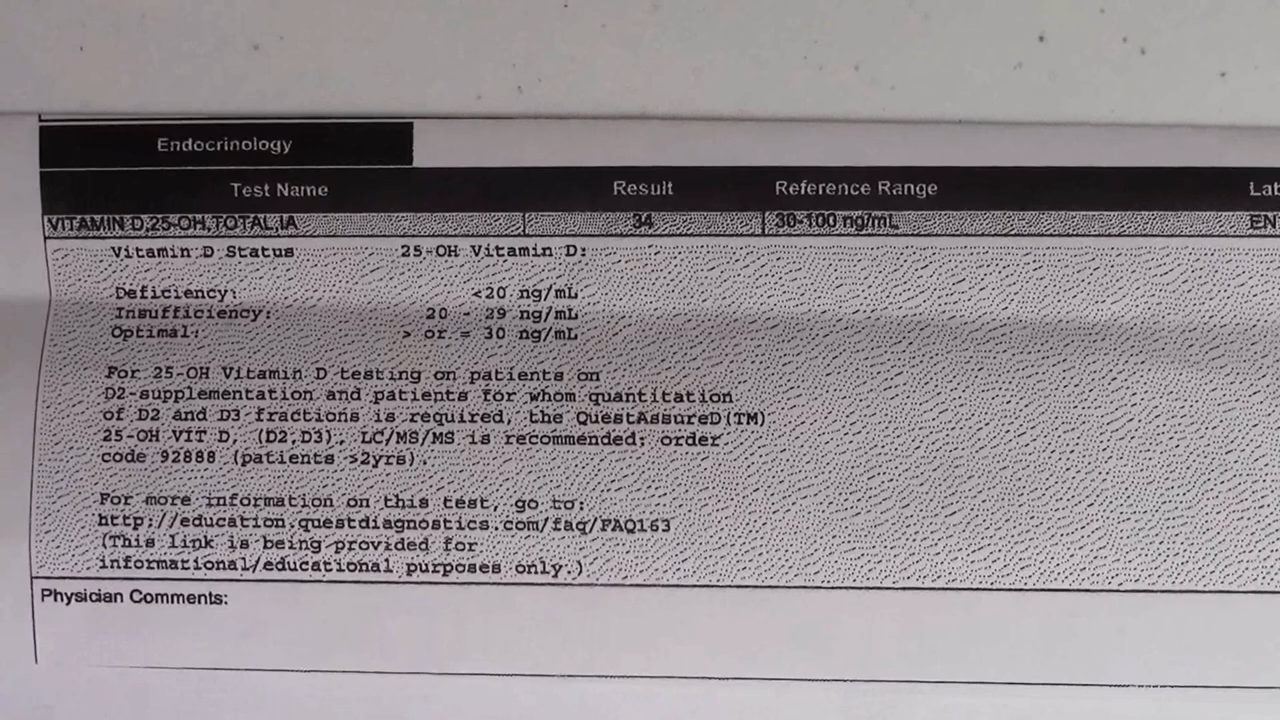 Endocrinology
Test Name Result Reference Range Lab
VITAMIN D,25-OH,TOTAL,IA 34 30-100 ng/mL EN
Vitamin D Status 25-OH Vitamin D:
Deficiency: <20 ng/mL
Insufficiency: 20 - 29 ng/mL
Optimal: > or = 30 ng/mL
For 25-OH Vitamin D testing on patients on
D2-supplementation and patients for whom quantitation
of D2 and D3 fractions is required, the QuestAssureD(TM)
25-OH VIT D, (D2,D3), LC/MS/MS is recommended: order
code 92888 (patients >2yrs).
For more information on this test, go to:
http://education.questdiagnostics.com/faq/FAQ163
(This link is being provided for
informational/educational purposes only.)
Physician Comments: